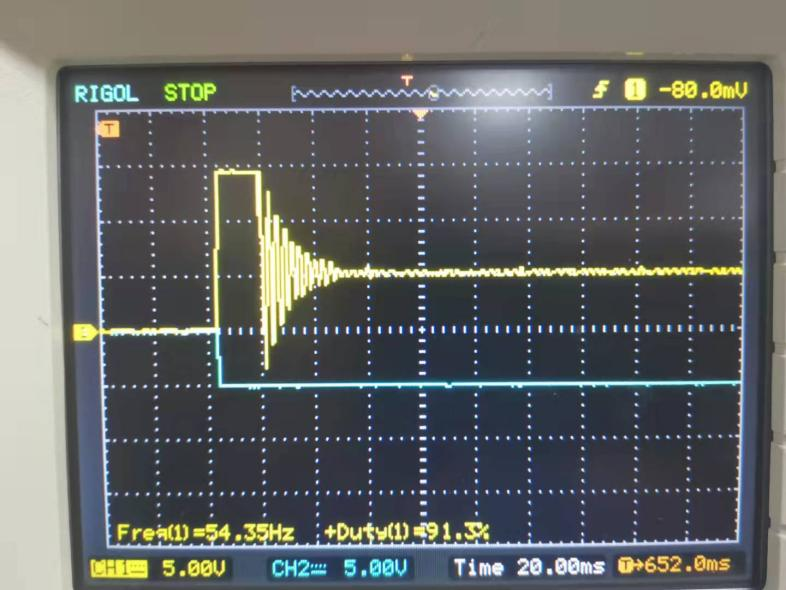 RIGOL STOP T 1 -80.0mV
T
Freq(1)=54.35Hz +Duty(1)=91.3%
CH1 5.00V CH2 5.00V Time 20.00ms T→652.0ms